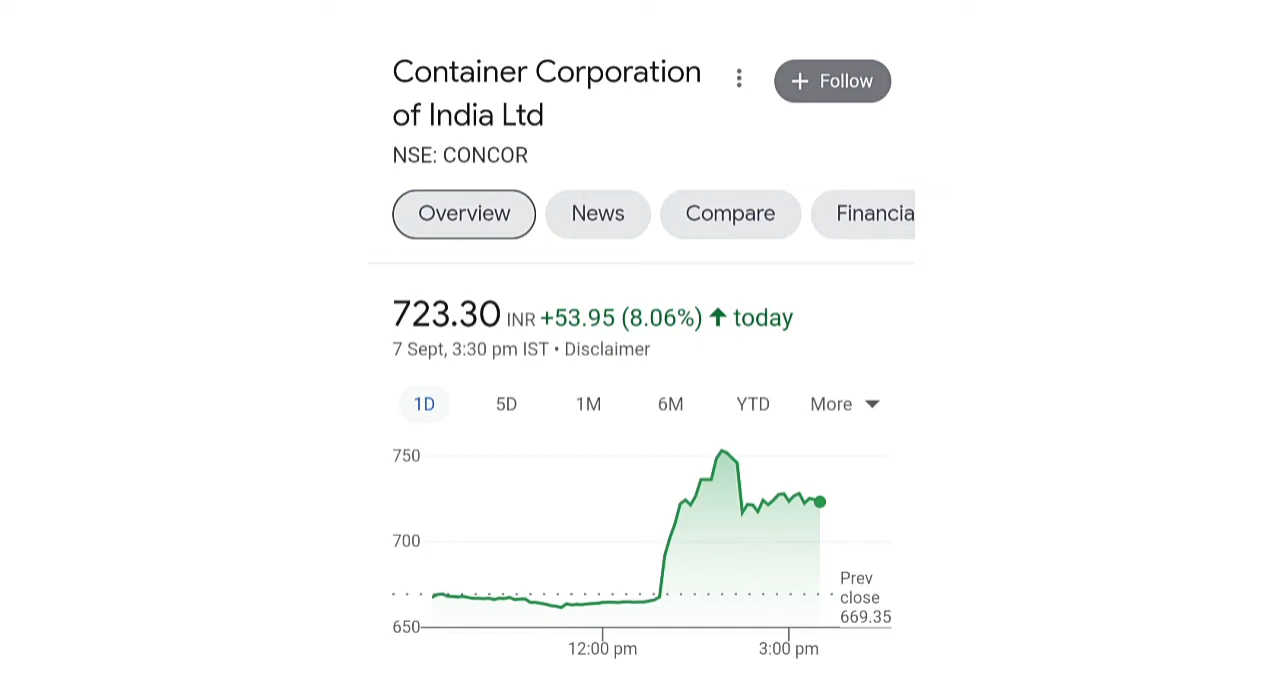 Container Corporation
of India Ltd
+ Follow
NSE: CONCOR
Overview News Compare Financia
723.30 INR +53.95 (8.06%) ↑ today
7 Sept, 3:30 pm IST • Disclaimer
1D 5D 1M 6M YTD More
750
700
650
Prev
close
669.35
12:00 pm 3:00 pm